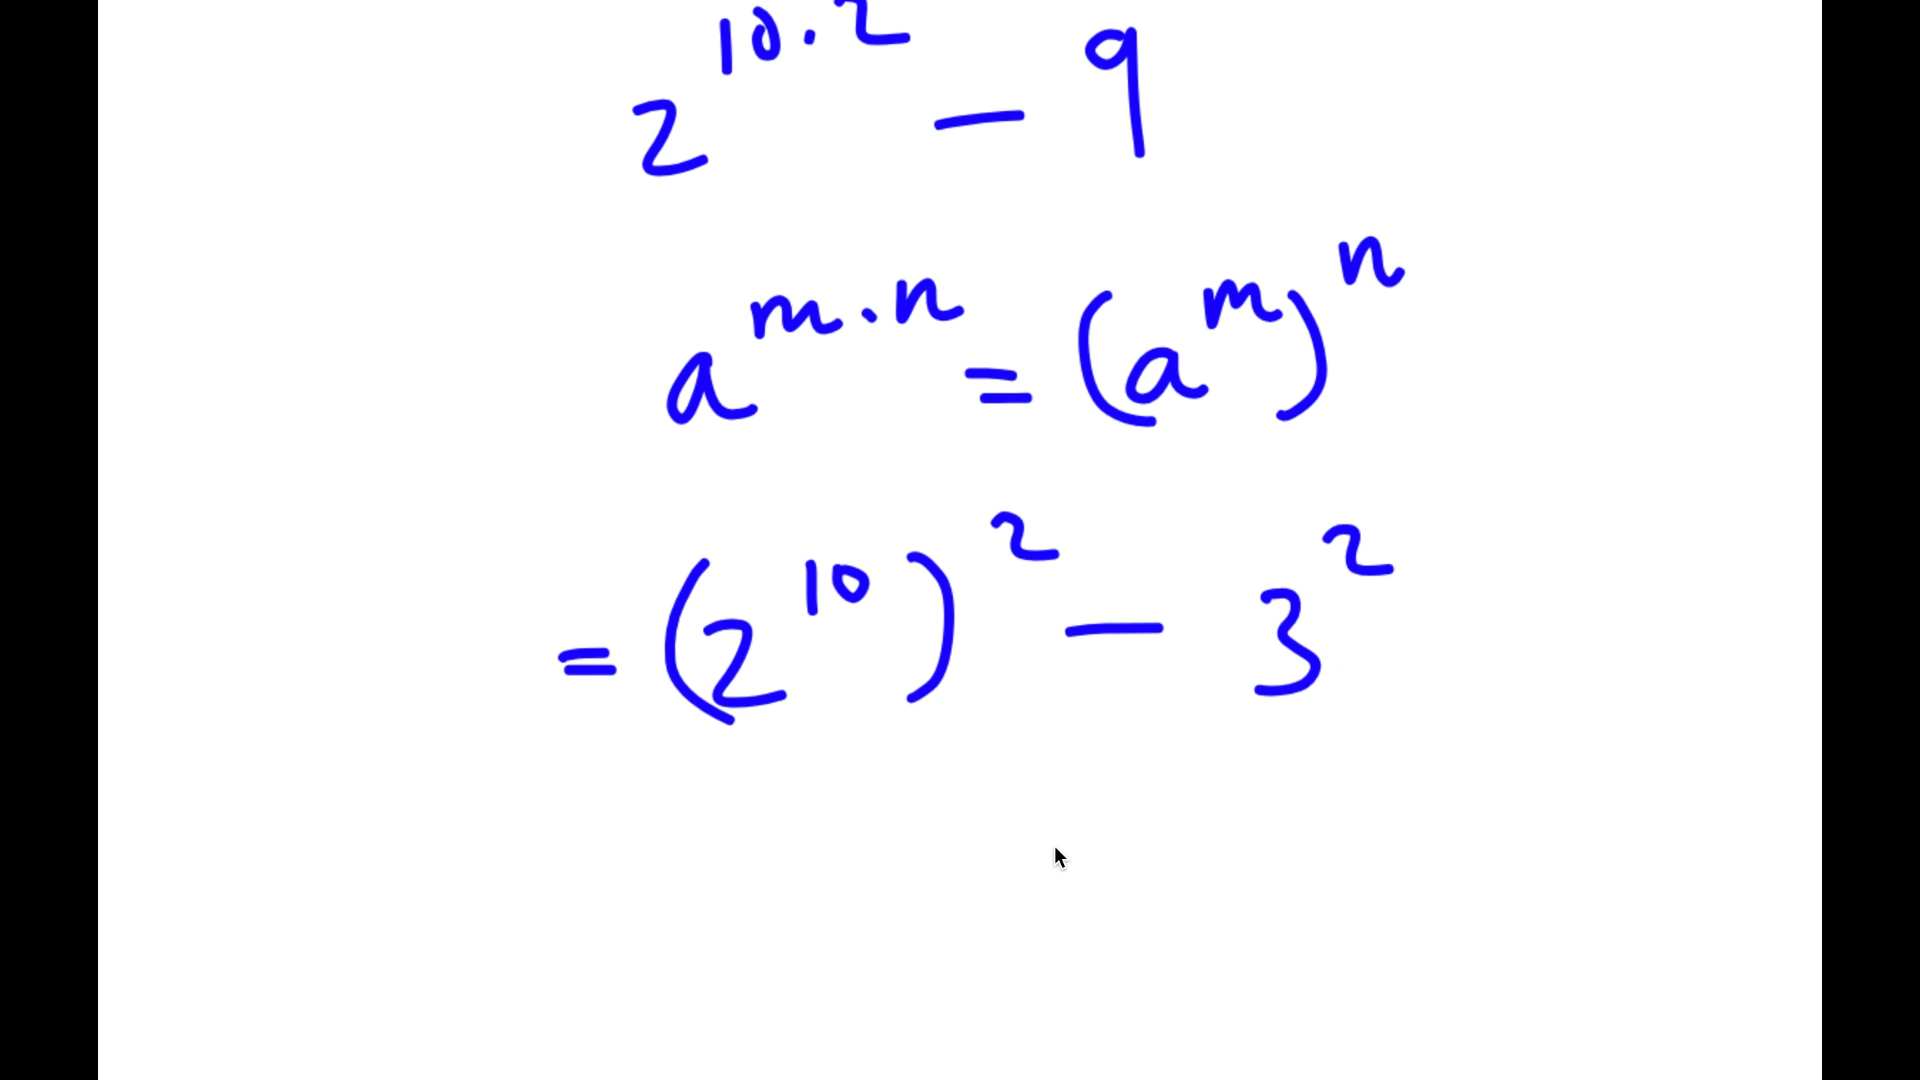 2^{10·2} - 9
a^{m·n} = (a^m)^n
= (2^{10})^2 - 3^2